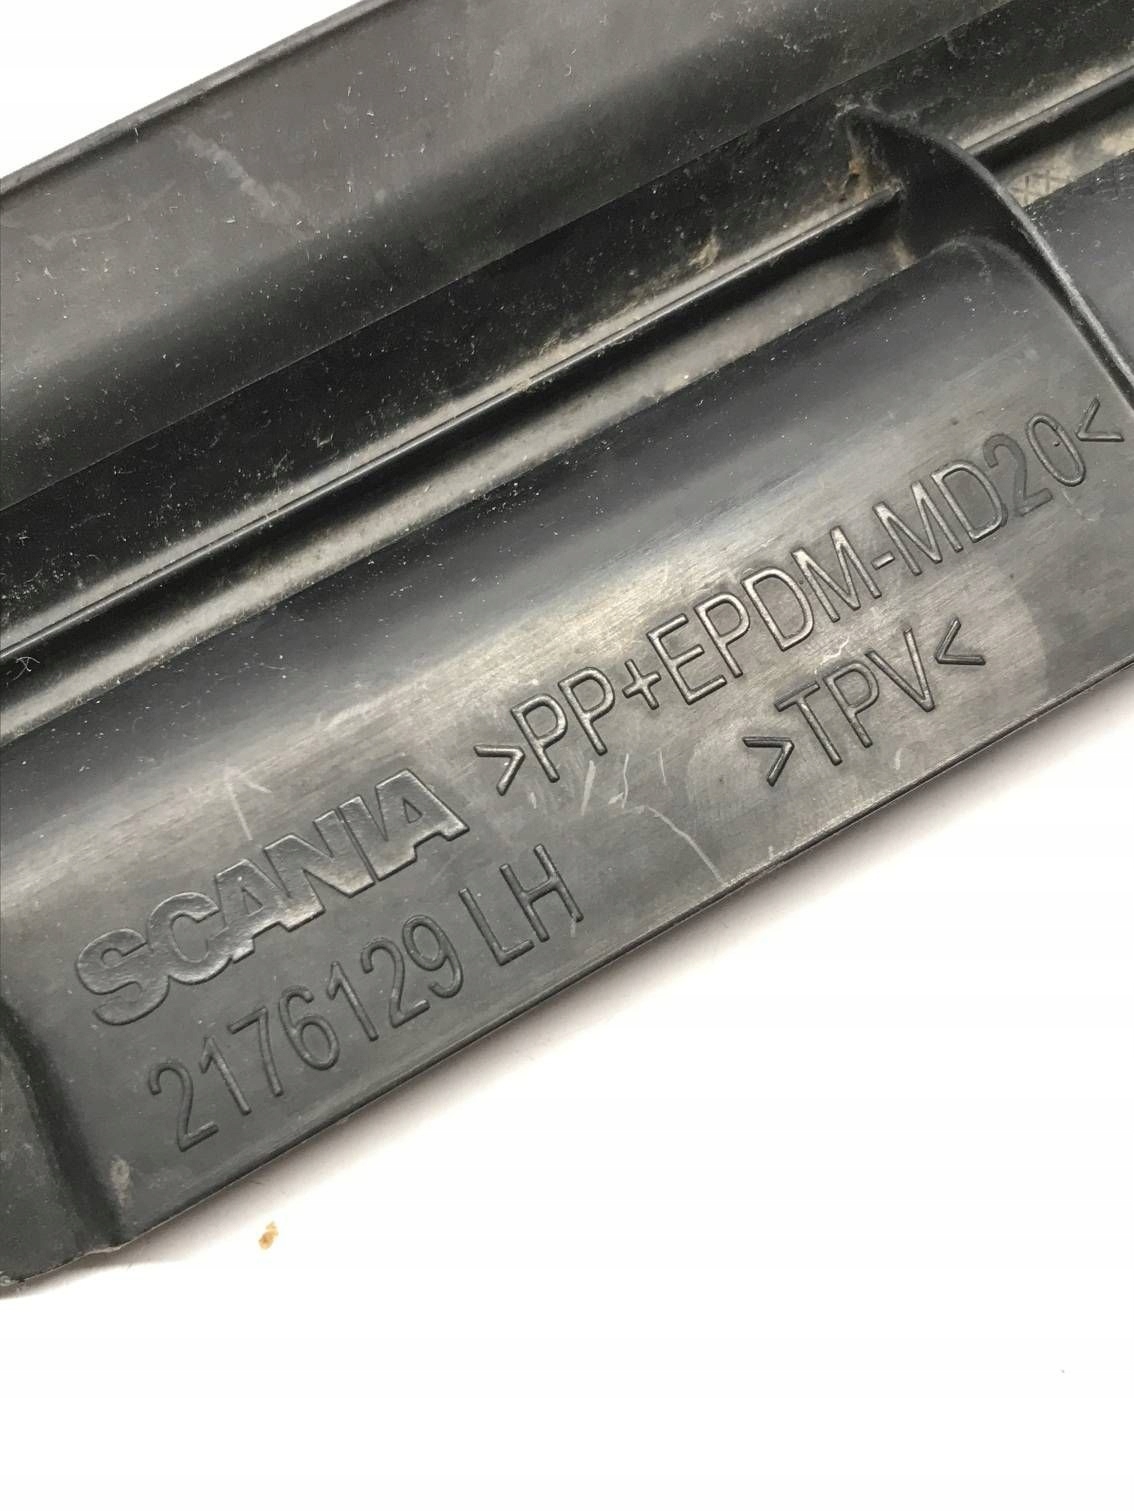 >PP+EPDM-MD20<
>TPV<
SCANIA
2176129 LH